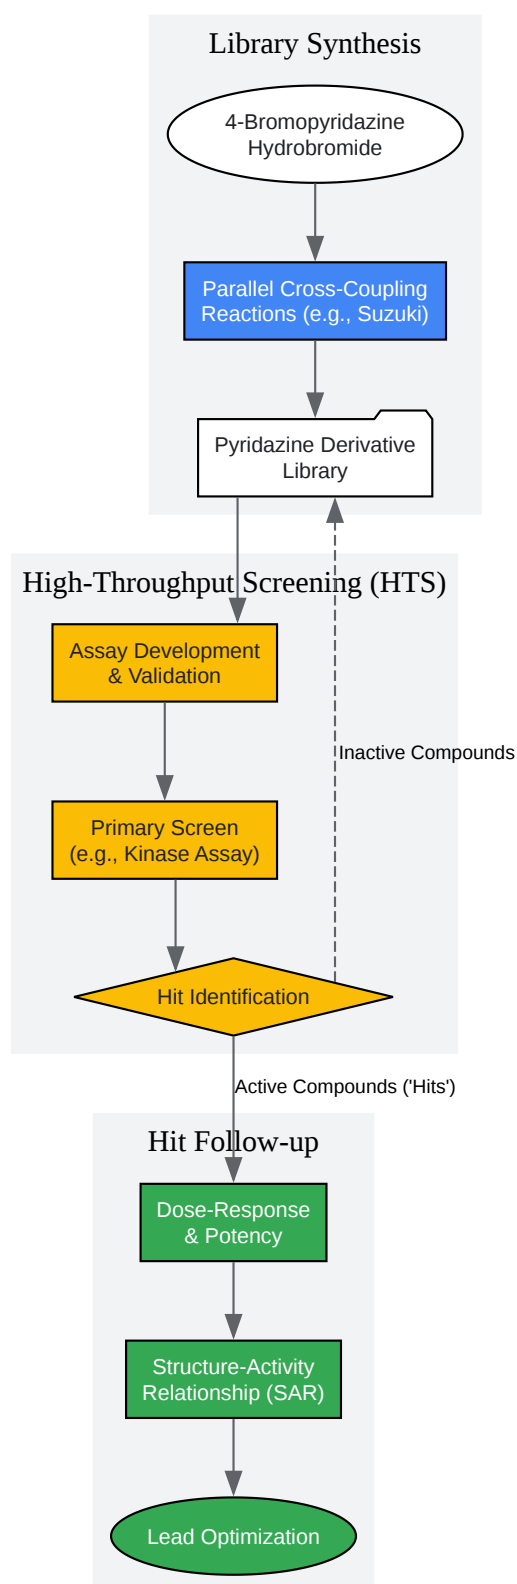 Library Synthesis
4-Bromopyridazine
Hydrobromide
Parallel Cross-Coupling
Reactions (e.g., Suzuki)
Pyridazine Derivative
Library
High-Throughput Screening (HTS)
Assay Development
& Validation
Inactive Compounds
Primary Screen
(e.g., Kinase Assay)
Hit Identification
Active Compounds ('Hits')
Hit Follow-up
Dose-Response
& Potency
Structure-Activity
Relationship (SAR)
Lead Optimization